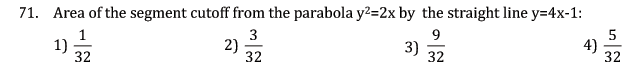 71. Area of the segment cutoff from the parabola y²=2x by the straight line y=4x-1:
1) 1/32 2) 3/32 3) 9/32 4) 5/32